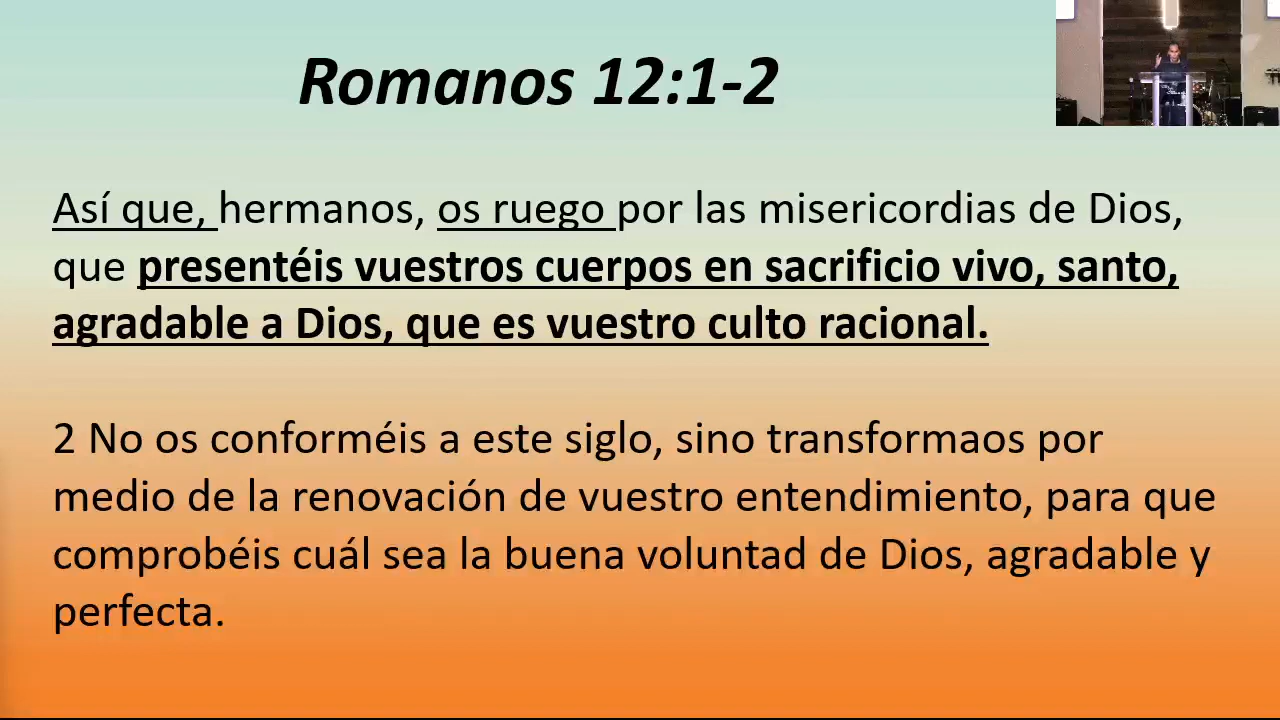 Romanos 12:1-2
Así que, hermanos, os ruego por las misericordias de Dios,
que presentéis vuestros cuerpos en sacrificio vivo, santo,
agradable a Dios, que es vuestro culto racional.
2 No os conforméis a este siglo, sino transformaos por
medio de la renovación de vuestro entendimiento, para que
comprobéis cuál sea la buena voluntad de Dios, agradable y
perfecta.